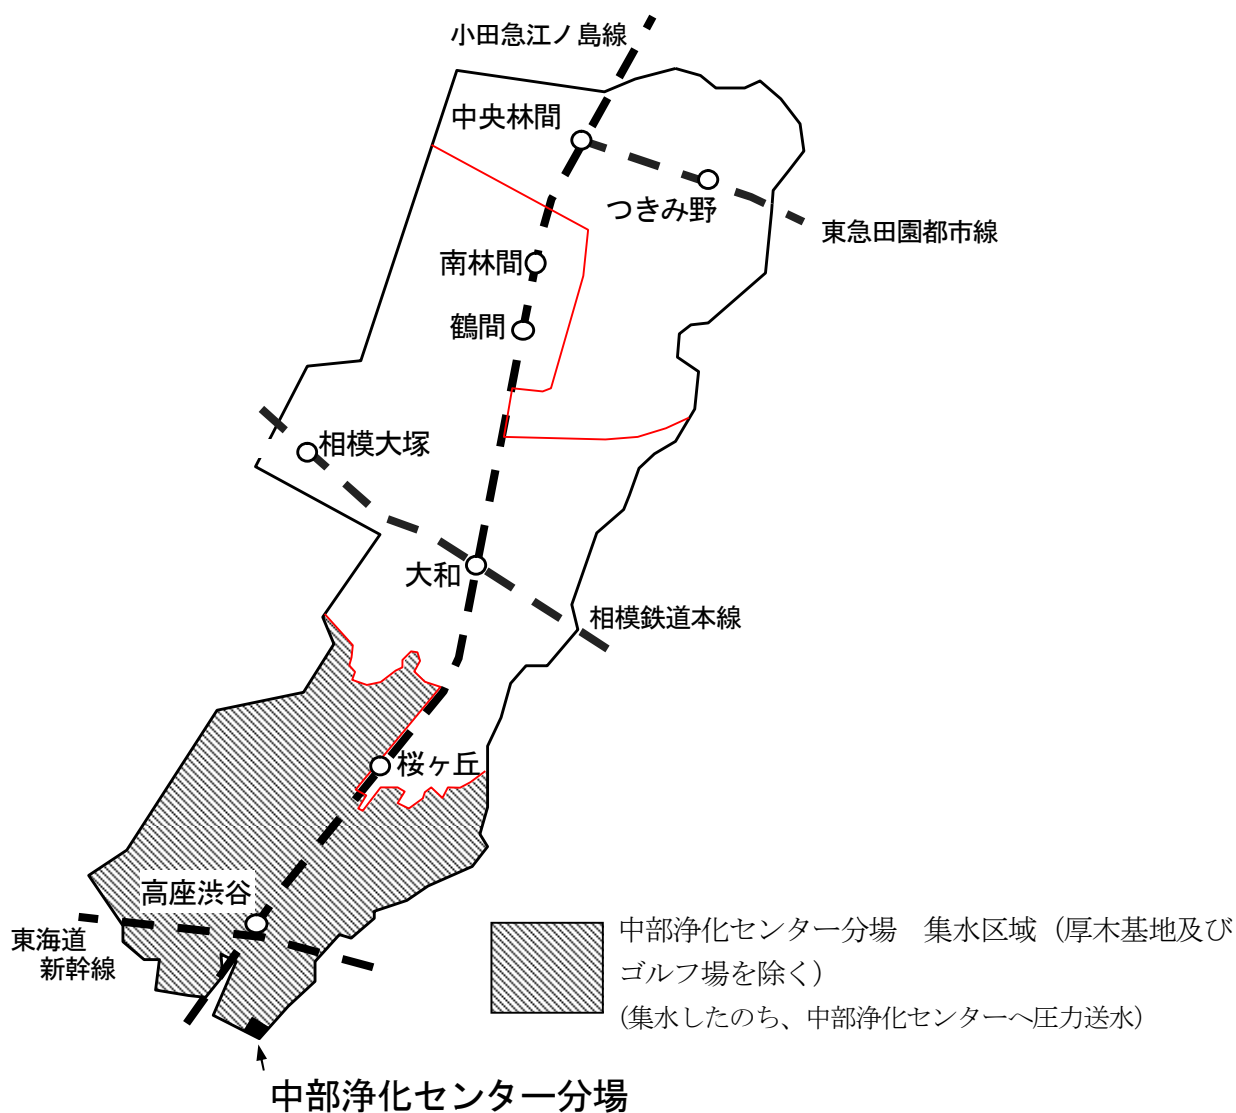 小田急江ノ島線
中央林間
つきみ野
東急田園都市線
南林間
鶴間
相模大塚
大和
相模鉄道本線
桜ヶ丘
高座渋谷
東海道
新幹線
中部浄化センター分場　集水区域（厚木基地及び
ゴルフ場を除く）
(集水したのち、中部浄化センターへ圧力送水)
中部浄化センター分場